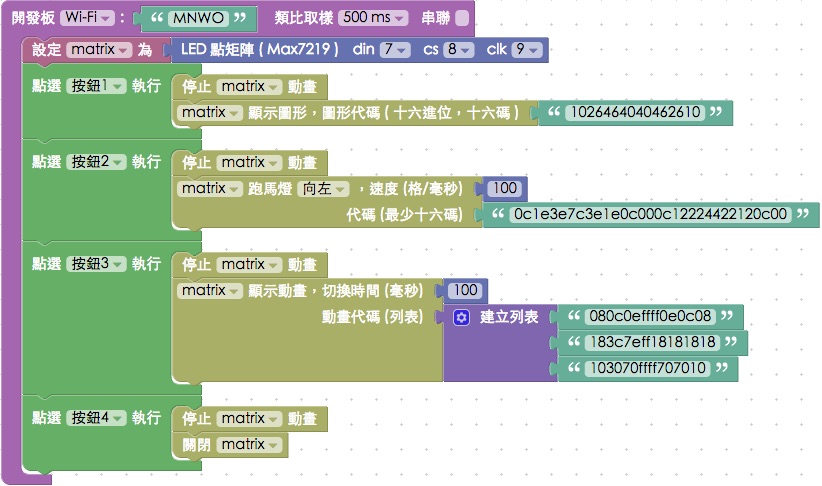 開發板 Wi-Fi : “ MNWO ” 類比取樣 500 ms 串聯
設定 matrix 為 LED 點矩陣 ( Max7219 ) din 7 cs 8 clk 9
點選 按鈕1 執行 停止 matrix 動畫
matrix 顯示圖形，圖形代碼 ( 十六進位，十六碼 ) “ 1026464040462610 ”
點選 按鈕2 執行 停止 matrix 動畫
matrix 跑馬燈 向左 ，速度 (格/毫秒) 100
代碼 (最少十六碼) “ 0c1e3e7c3e1e0c000c12224422120c00 ”
點選 按鈕3 執行 停止 matrix 動畫
matrix 顯示動畫，切換時間 (毫秒) 100
動畫代碼 (列表) 建立列表 “ 080c0effff0e0c08 ”
“ 183c7eff18181818 ”
“ 103070ffff707010 ”
點選 按鈕4 執行 停止 matrix 動畫
關閉 matrix